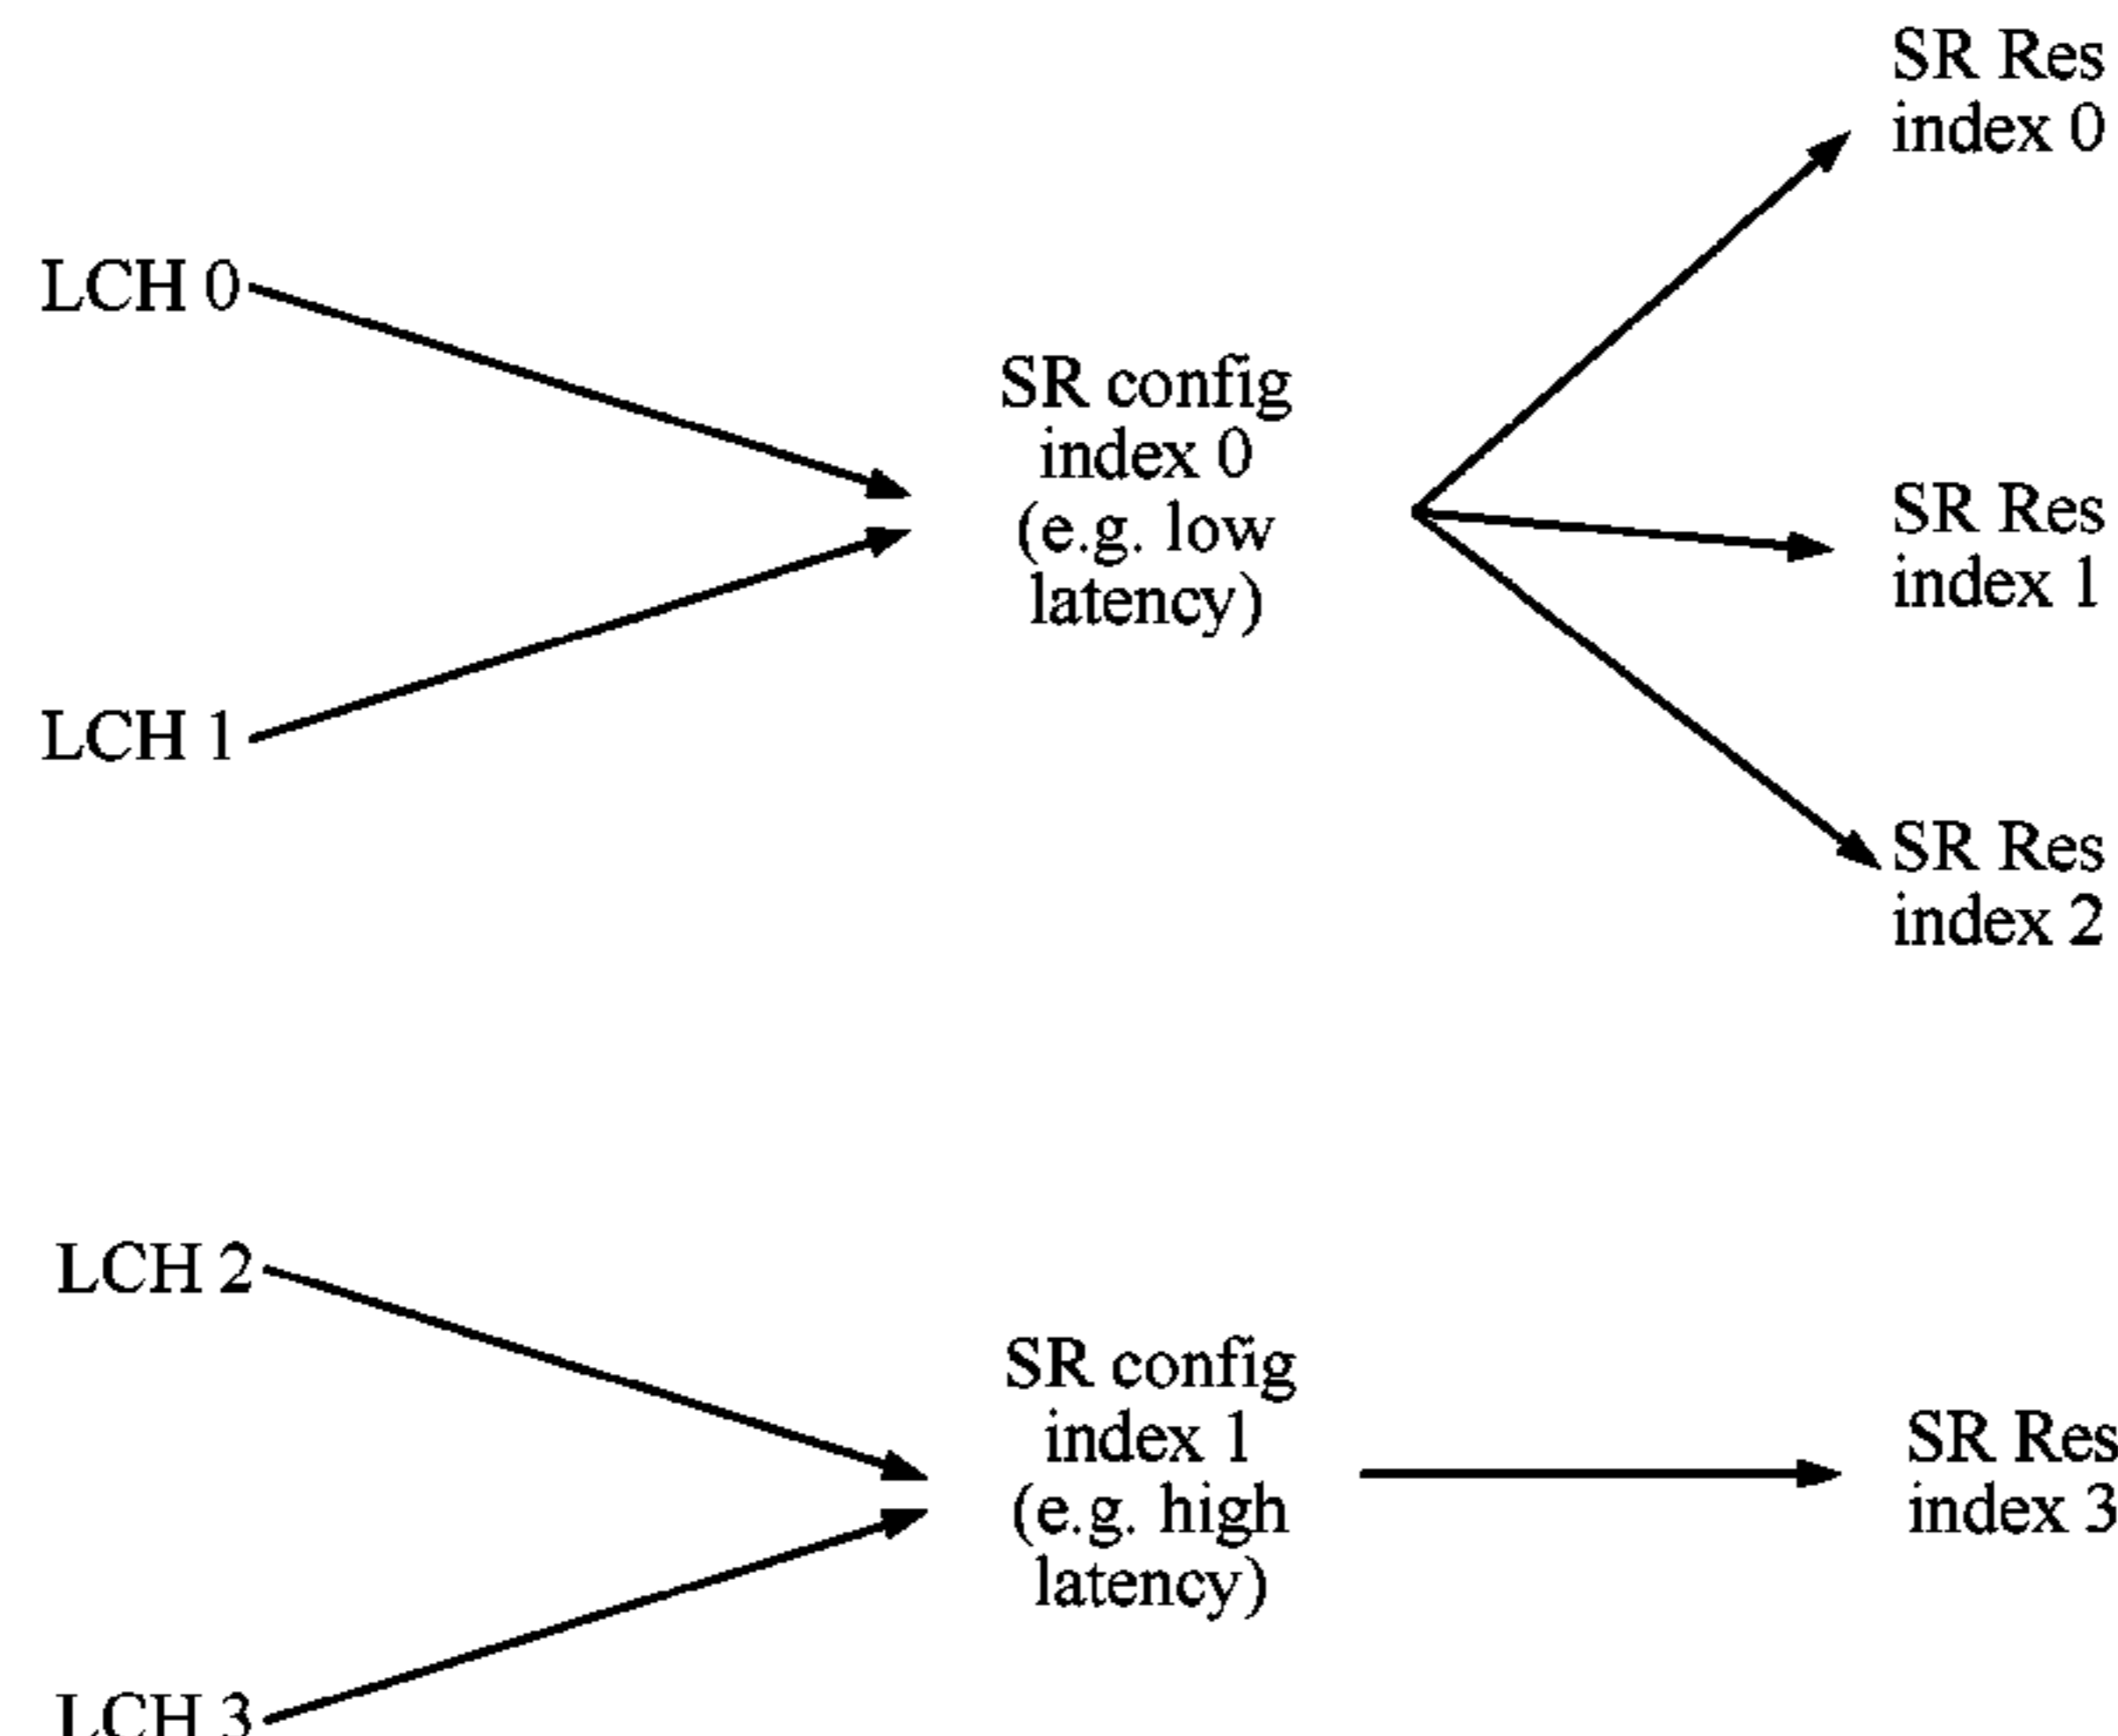 SR Res
index 0
LCH 0
SR config
index 0
(e.g. low
latency)
SR Res
index 1
LCH 1
SR Res
index 2
LCH 2
SR config
index 1
(e.g. high
latency)
SR Res
index 3
LCH 3